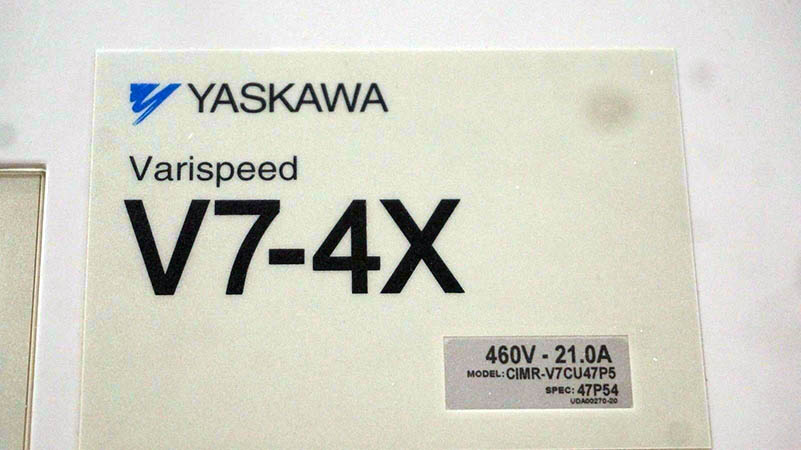 YASKAWA
Varispeed
V7-4X
460V - 21.0A
MODEL: CIMR-V7CU47P5
SPEC: 47P54
UDA00270-20